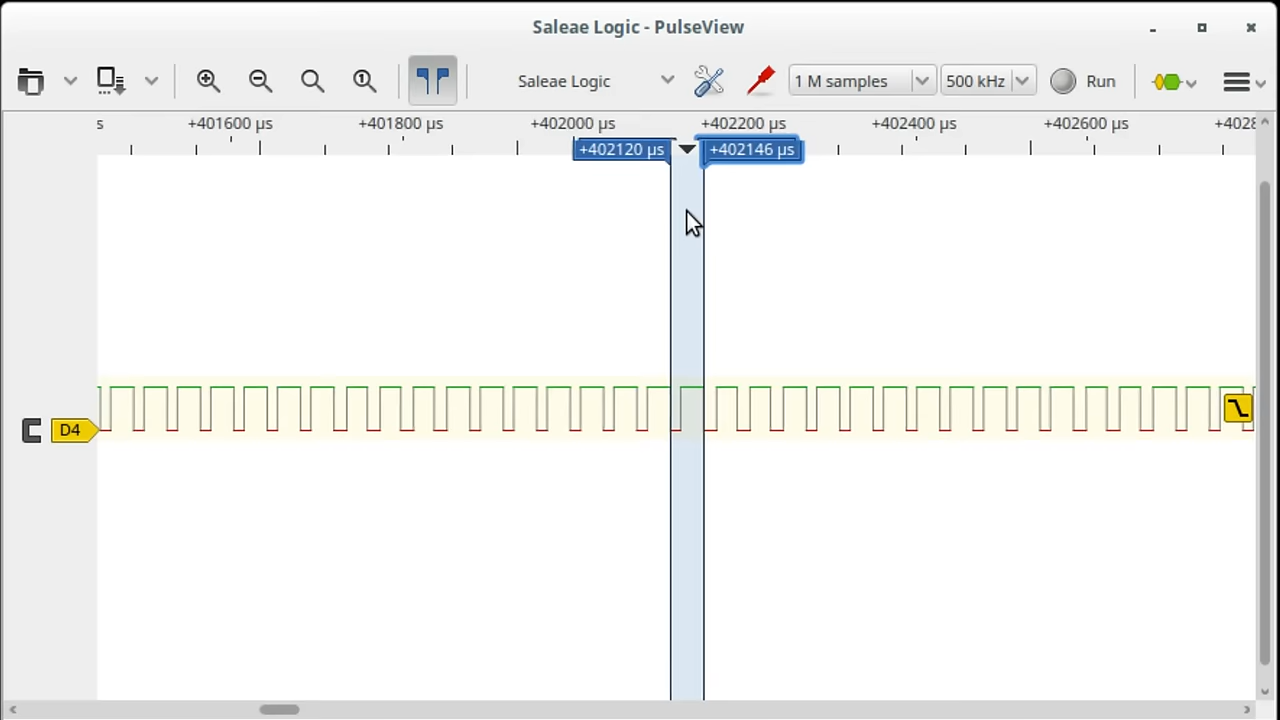 Saleae Logic - PulseView
Saleae Logic
1 M samples
500 kHz
Run
s +401600 µs +401800 µs +402000 µs +402200 µs +402400 µs +402600 µs +4028
+402120 µs +402146 µs
D4